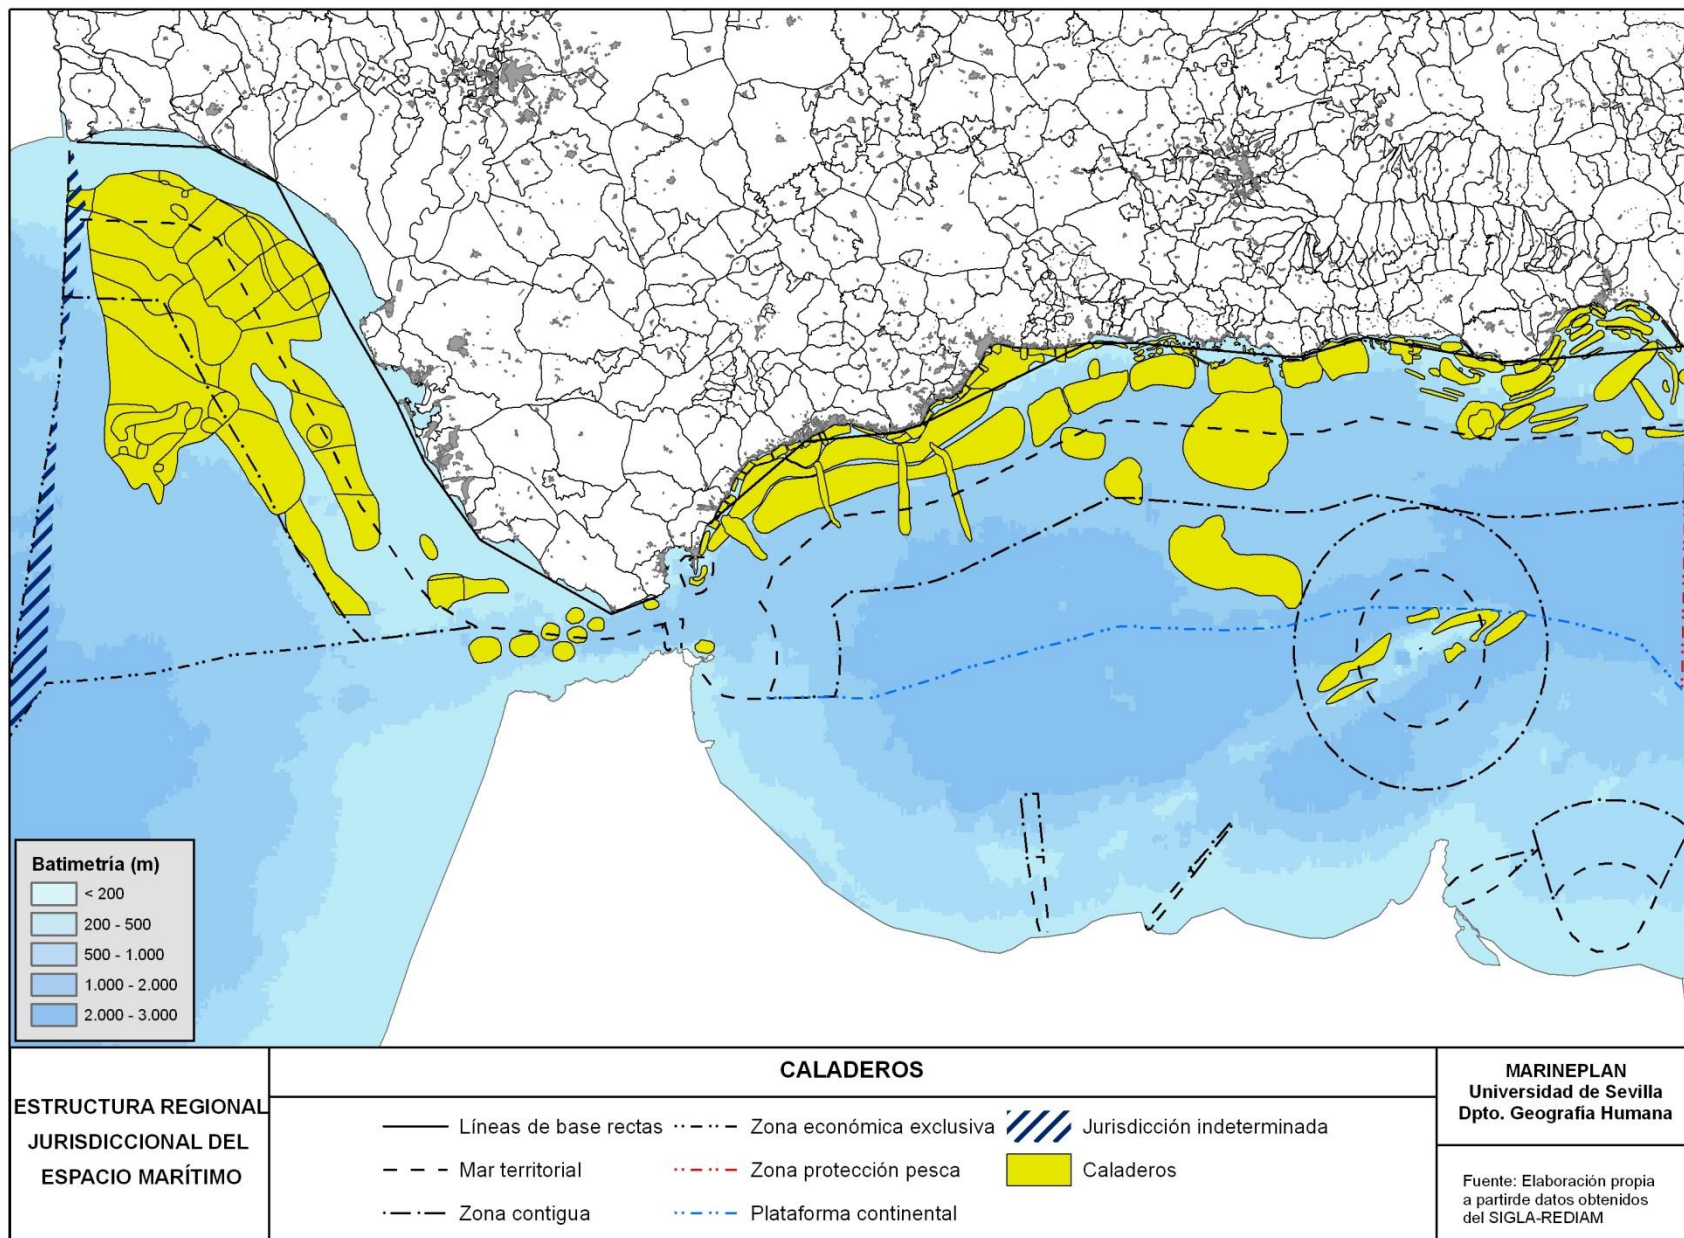 Batimetría (m)
< 200
200 - 500
500 - 1.000
1.000 - 2.000
2.000 - 3.000
ESTRUCTURA REGIONAL
JURISDICCIONAL DEL
ESPACIO MARÍTIMO
CALADEROS
Líneas de base rectas
Mar territorial
Zona contigua
Zona económica exclusiva
Zona protección pesca
Plataforma continental
Jurisdicción indeterminada
Caladeros
MARINEPLAN
Universidad de Sevilla
Dpto. Geografía Humana
Fuente: Elaboración propia
a partirde datos obtenidos
del SIGLA-REDIAM